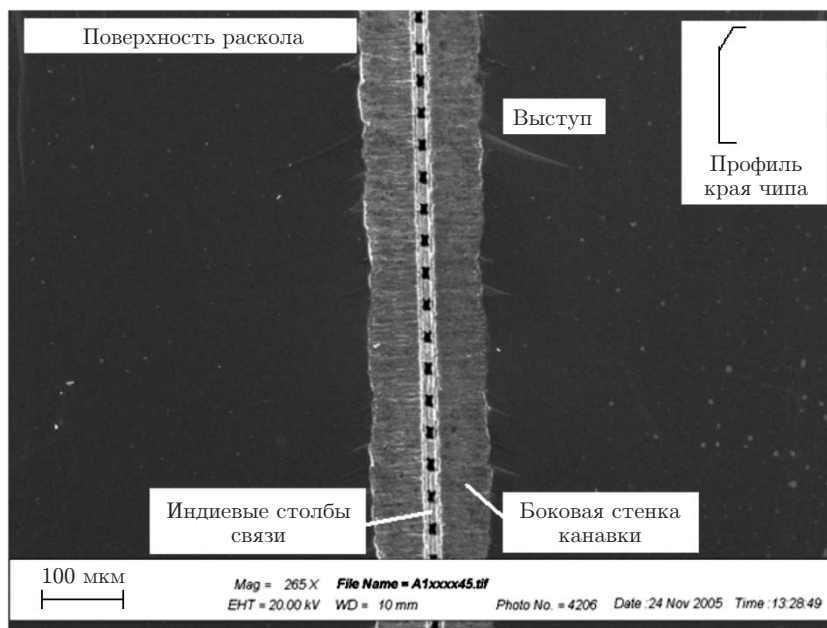 Поверхность раскола
Выступ
Профиль
края чипа
Индиевые столбы
связи
Боковая стенка
канавки
100 мкм
Mag = 265 X File Name = A1xxxx45.tif
EHT = 20.00 kV WD = 10 mm Photo No. = 4206 Date :24 Nov 2005 Time :13:28:49